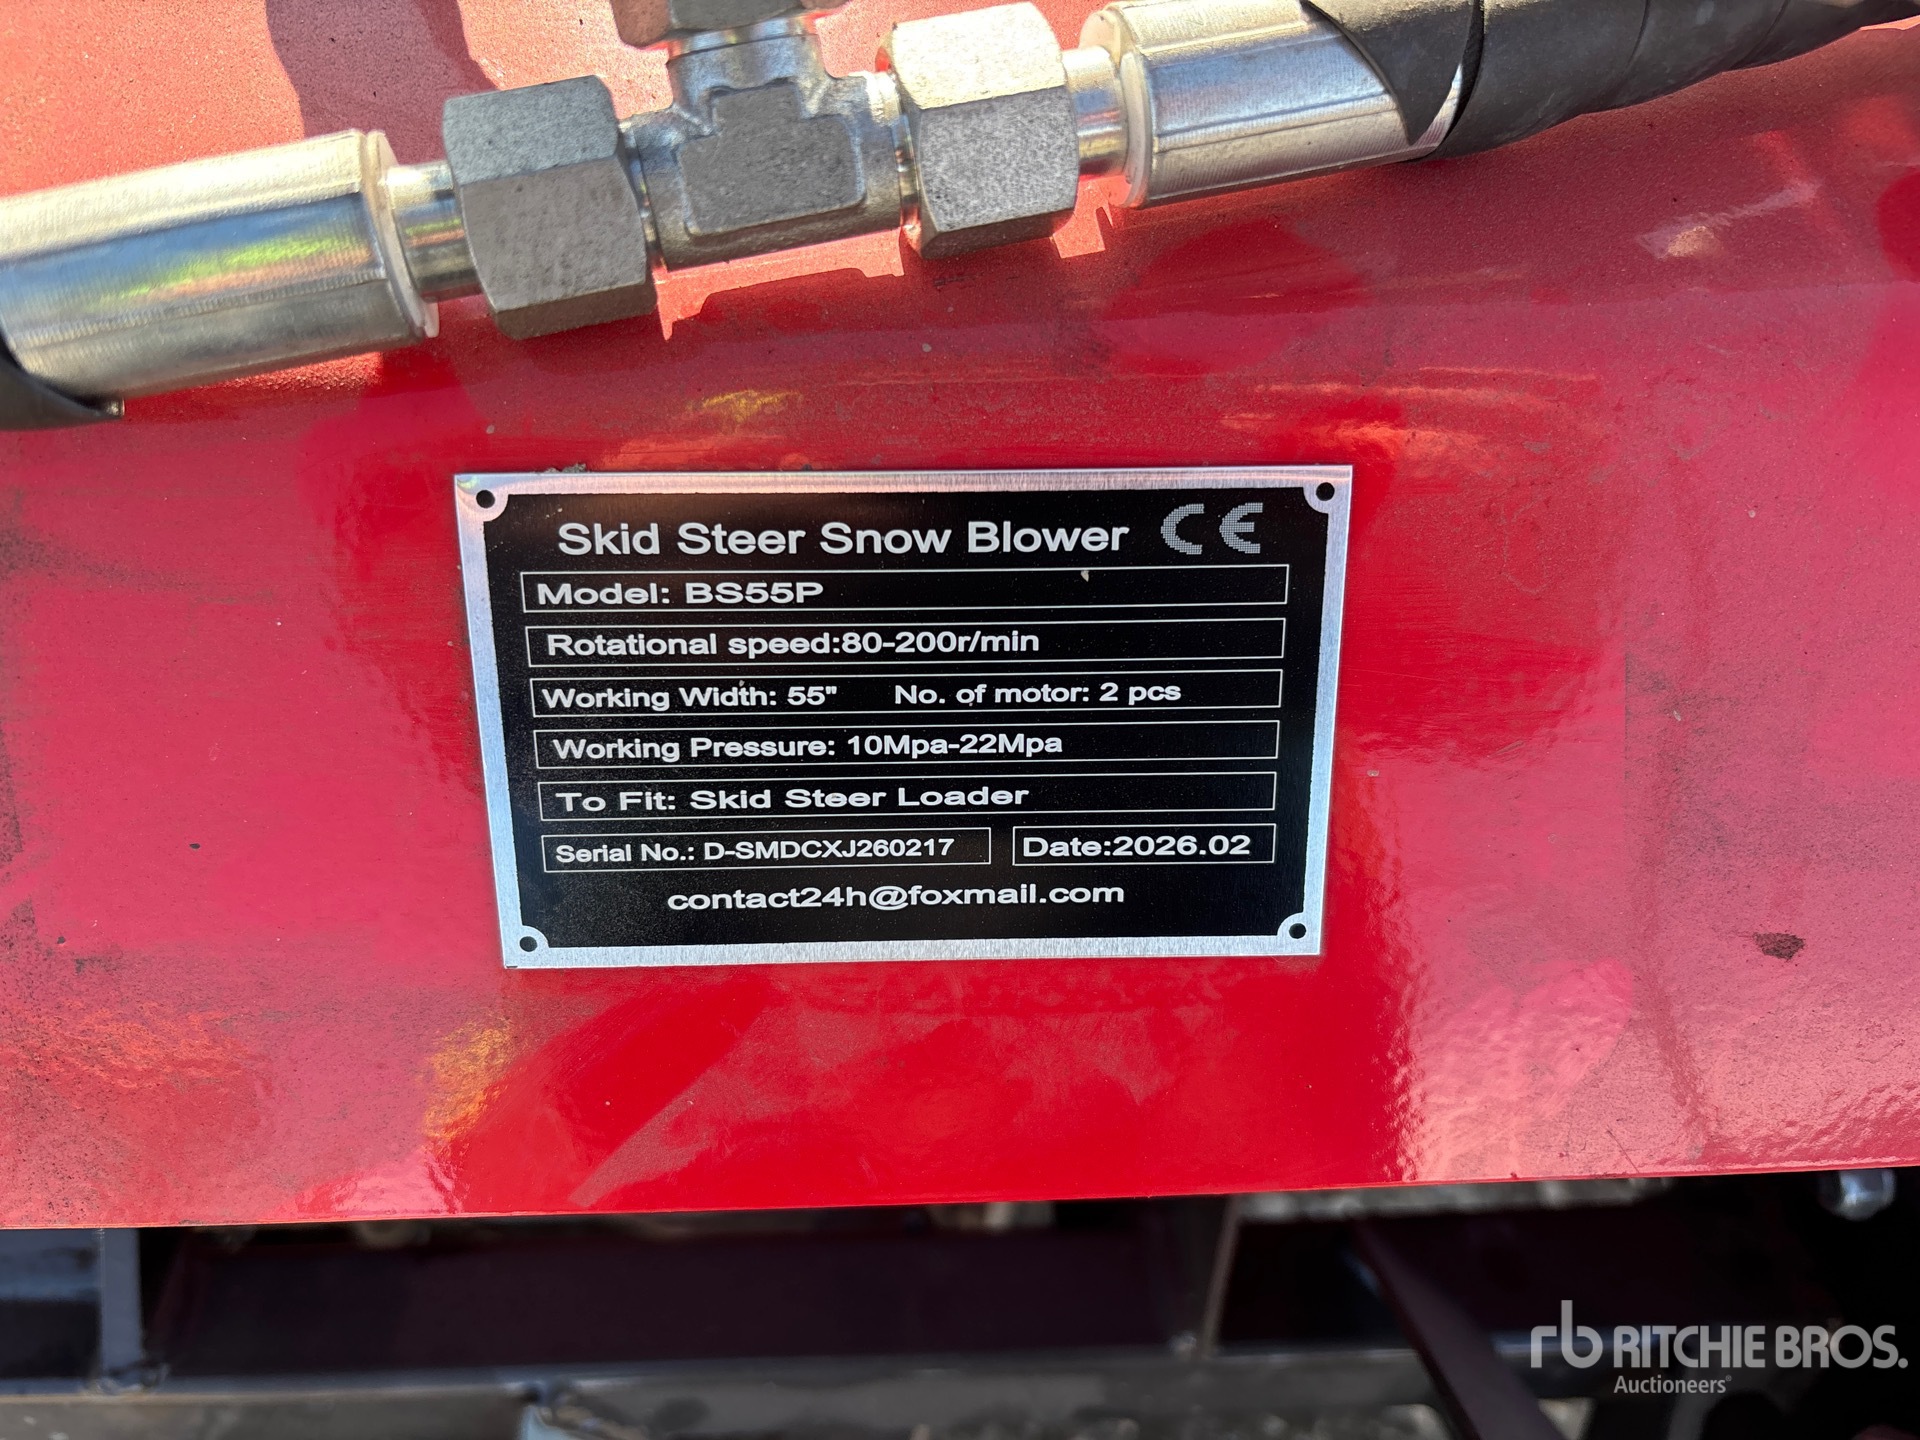 Skid Steer Snow Blower CE
Model: BS55P
Rotational speed:80-200r/min
Working Width: 55" No. of motor: 2 pcs
Working Pressure: 10Mpa-22Mpa
To Fit: Skid Steer Loader
Serial No.: D-SMDCXJ260217 Date:2026.02
contact24h@foxmail.com
rb RITCHIE BROS.
Auctioneers®